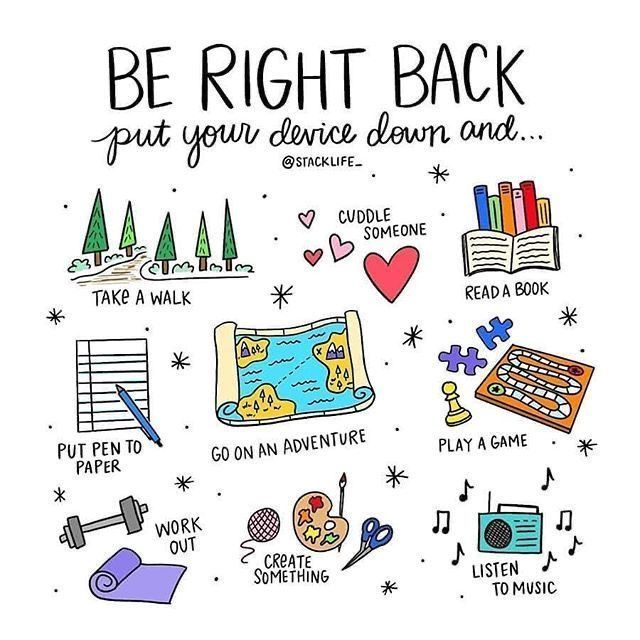 BE RIGHT BACK
put your device down and...
@STACKLIFE_
TAKE A WALK
CUDDLE
SOMEONE
READ A BOOK
PUT PEN TO
PAPER
GO ON AN ADVENTURE
PLAY A GAME
WORK
OUT
CREATE
SOMETHING
LISTEN
TO MUSIC